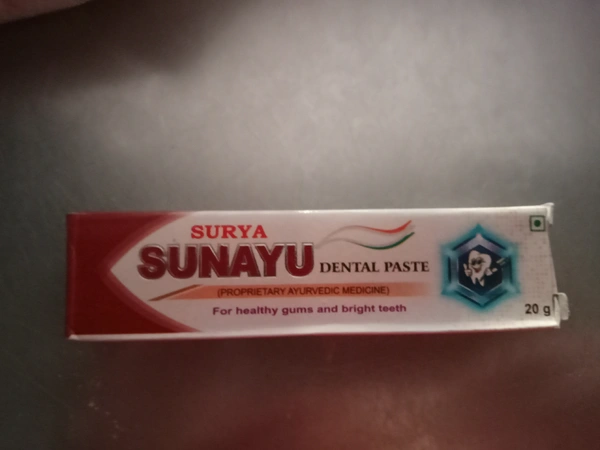 SURYA
SUNAYU DENTAL PASTE
(PROPRIETARY AYURVEDIC MEDICINE)
For healthy gums and bright teeth
20 g